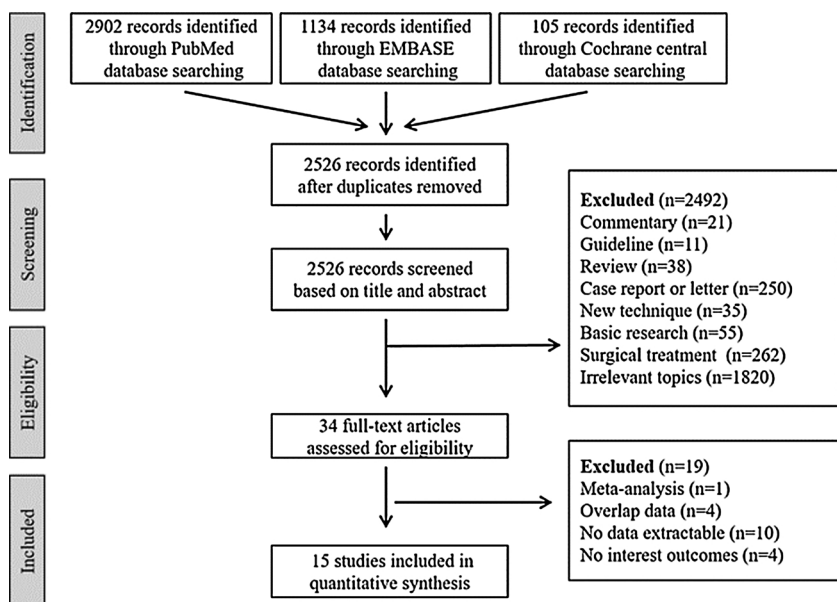 Identification
2902 records identified
through PubMed
database searching
1134 records identified
through EMBASE
database searching
105 records identified
through Cochrane central
database searching
2526 records identified
after duplicates removed
Screening
2526 records screened
based on title and abstract
Excluded (n=2492)
Commentary (n=21)
Guideline (n=11)
Review (n=38)
Case report or letter (n=250)
New technique (n=35)
Basic research (n=55)
Surgical treatment (n=262)
Irrelevant topics (n=1820)
Eligibility
34 full-text articles
assessed for eligibility
Excluded (n=19)
Meta-analysis (n=1)
Overlap data (n=4)
No data extractable (n=10)
No interest outcomes (n=4)
Included
15 studies included in
quantitative synthesis